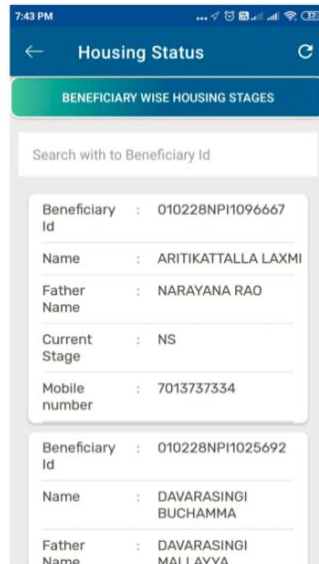 7:43 PM
Housing Status
BENEFICIARY WISE HOUSING STAGES
Search with to Beneficiary Id
Beneficiary : 010228NPI1096667
Id
Name : ARITIKATTALLA LAXMI
Father : NARAYANA RAO
Name
Current : NS
Stage
Mobile : 7013737334
number
Beneficiary : 010228NPI1025692
Id
Name : DAVARASINGI
BUCHAMMA
Father : DAVARASINGI
Name MALLAYYA